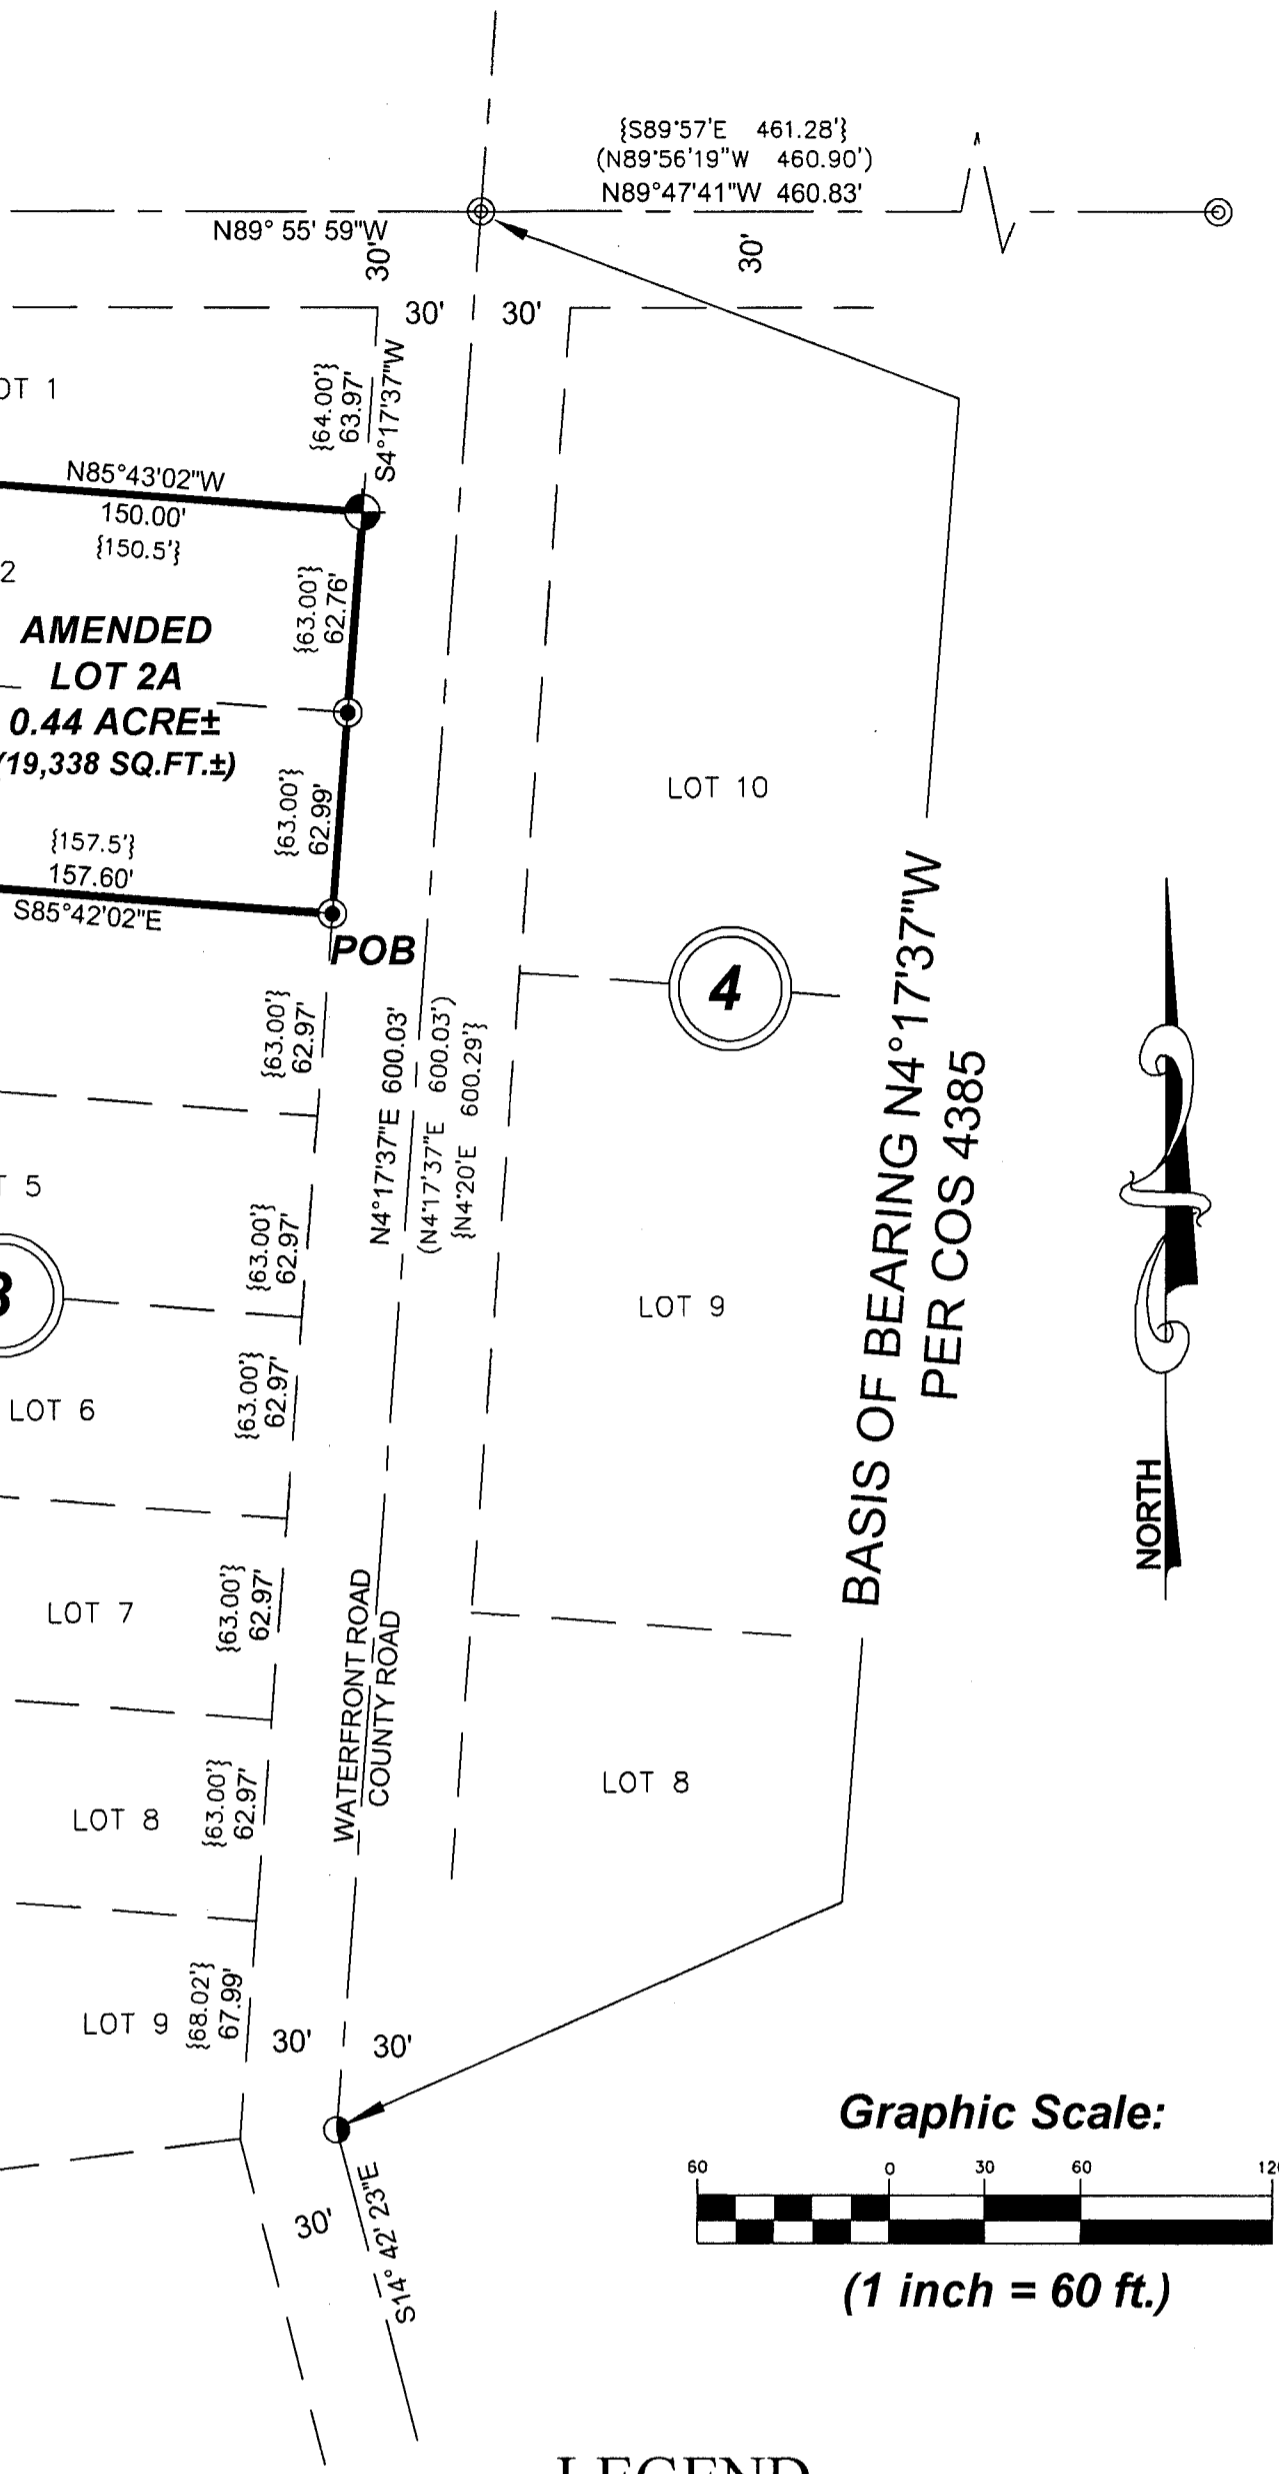 {S89°57'E 461.28'}
(N89°56'19"W 460.90')
N89°47'41"W 460.83'
N89° 55' 59"W
30'
30'
30'
30'
OT 1
{64.00'}
63.97'
S4°17'37"W
N85°43'02"W
150.00'
{150.5'}
2
{63.00'}
62.76'
AMENDED
LOT 2A
0.44 ACRE±
(19,338 SQ.FT.±)
{63.00'}
62.99'
LOT 10
{157.5'}
157.60'
S85°42'02"E
POB
4
{63.00'}
62.97'
N4°17'37"E 600.03'
(N4°17'37"E 600.03')
{N4°20'E 600.29'}
BASIS OF BEARING N4°17'37"W
PER COS 4385
T 5
{63.00'}
62.97'
3
LOT 9
{63.00'}
62.97'
LOT 6
NORTH
{63.00'}
62.97'
LOT 7
WATERFRONT ROAD
COUNTY ROAD
LOT 8
{63.00'}
62.97'
LOT 8
{68.02'}
67.99'
LOT 9
30'
30'
30'
S14° 42' 23"E
Graphic Scale:
60 0 30 60 120
(1 inch = 60 ft.)
LEGEND